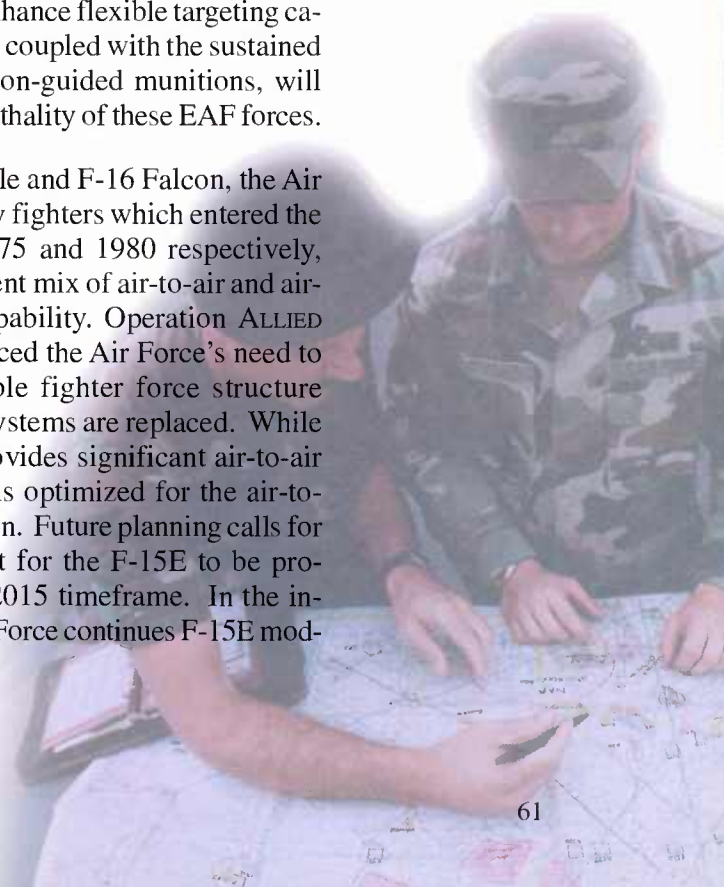 hance flexible targeting ca-
coupled with the sustained
on-guided munitions, will
thality of these EAF forces.
le and F-16 Falcon, the Air
y fighters which entered the
75 and 1980 respectively,
ent mix of air-to-air and air-
pability. Operation ALLIED
ced the Air Force's need to
ble fighter force structure
ystems are replaced. While
ovides significant air-to-air
is optimized for the air-to-
n. Future planning calls for
t for the F-15E to be pro-
2015 timeframe. In the in-
Force continues F-15E mod-
61